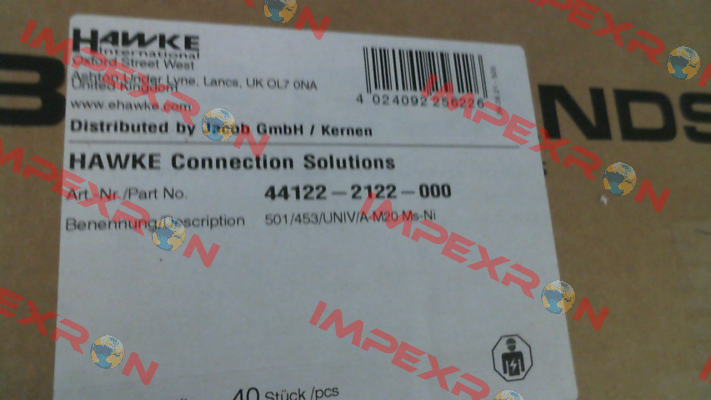 HAWKE
International
Oxford Street West
Ashton Under Lyne, Lancs, UK OL7 0NA
United Kingdom
www.ehawke.com
Distributed by Jacob GmbH / Kernen
4 024092 256226
HAWKE Connection Solutions
Art.-Nr./Part No. 44122-2122-000
Benennung/Description 501/453/UNIV/A-M20 Ms-Ni
40 Stück/pcs
B
NDS
IMPEXRON
IMPEXRON
IMPEXRON
IMPEXRON
IMPEXRON
IMPEXRON